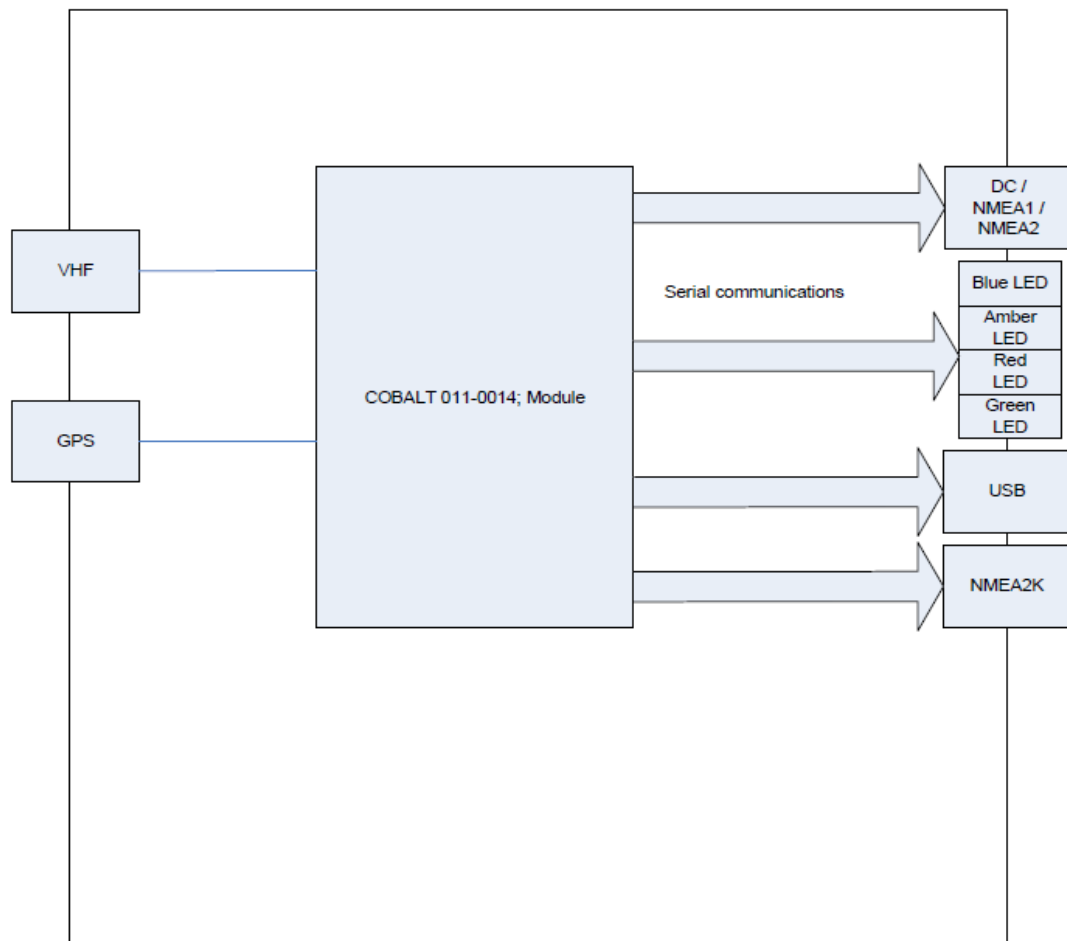 VHF
GPS
COBALT 011-0014; Module
Serial communications
DC /
NMEA1 /
NMEA2
Blue LED
Amber
LED
Red
LED
Green
LED
USB
NMEA2K